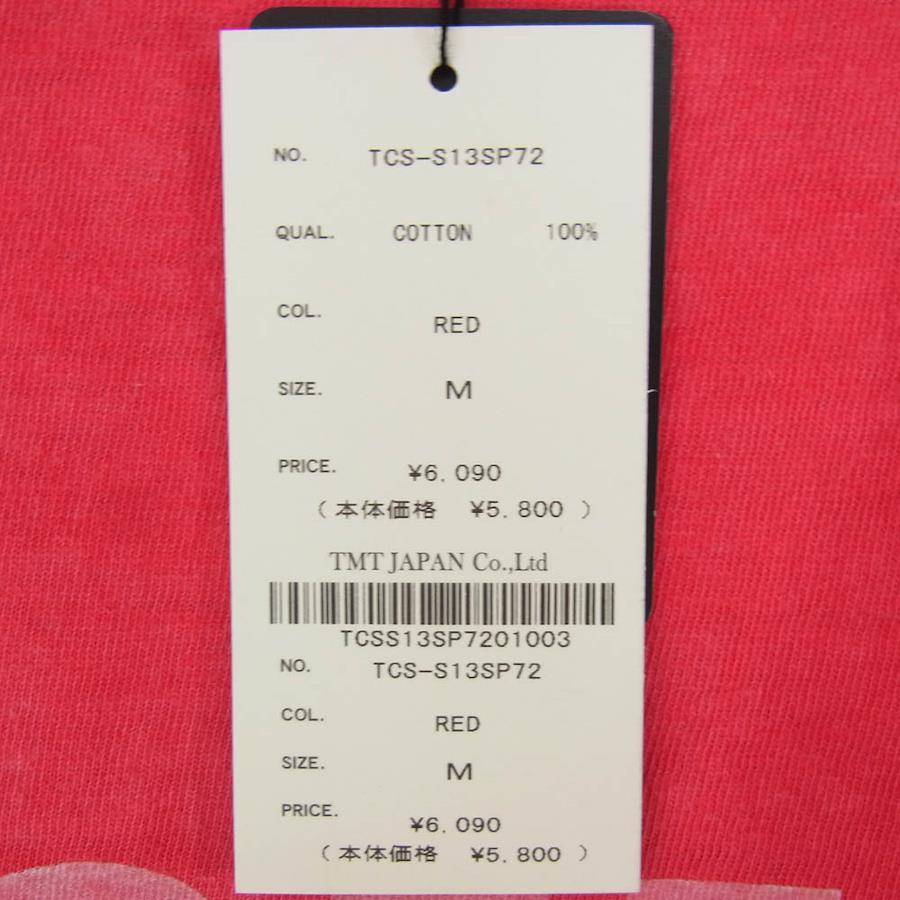 NO. TCS-S13SP72
QUAL. COTTON 100%
COL. RED
SIZE. M
PRICE. ¥6,090
(本体価格 ¥5,800)
TMT JAPAN Co.,Ltd
TCSS13SP7201003
NO. TCS-S13SP72
COL. RED
SIZE. M
PRICE. ¥6,090
(本体価格 ¥5,800)